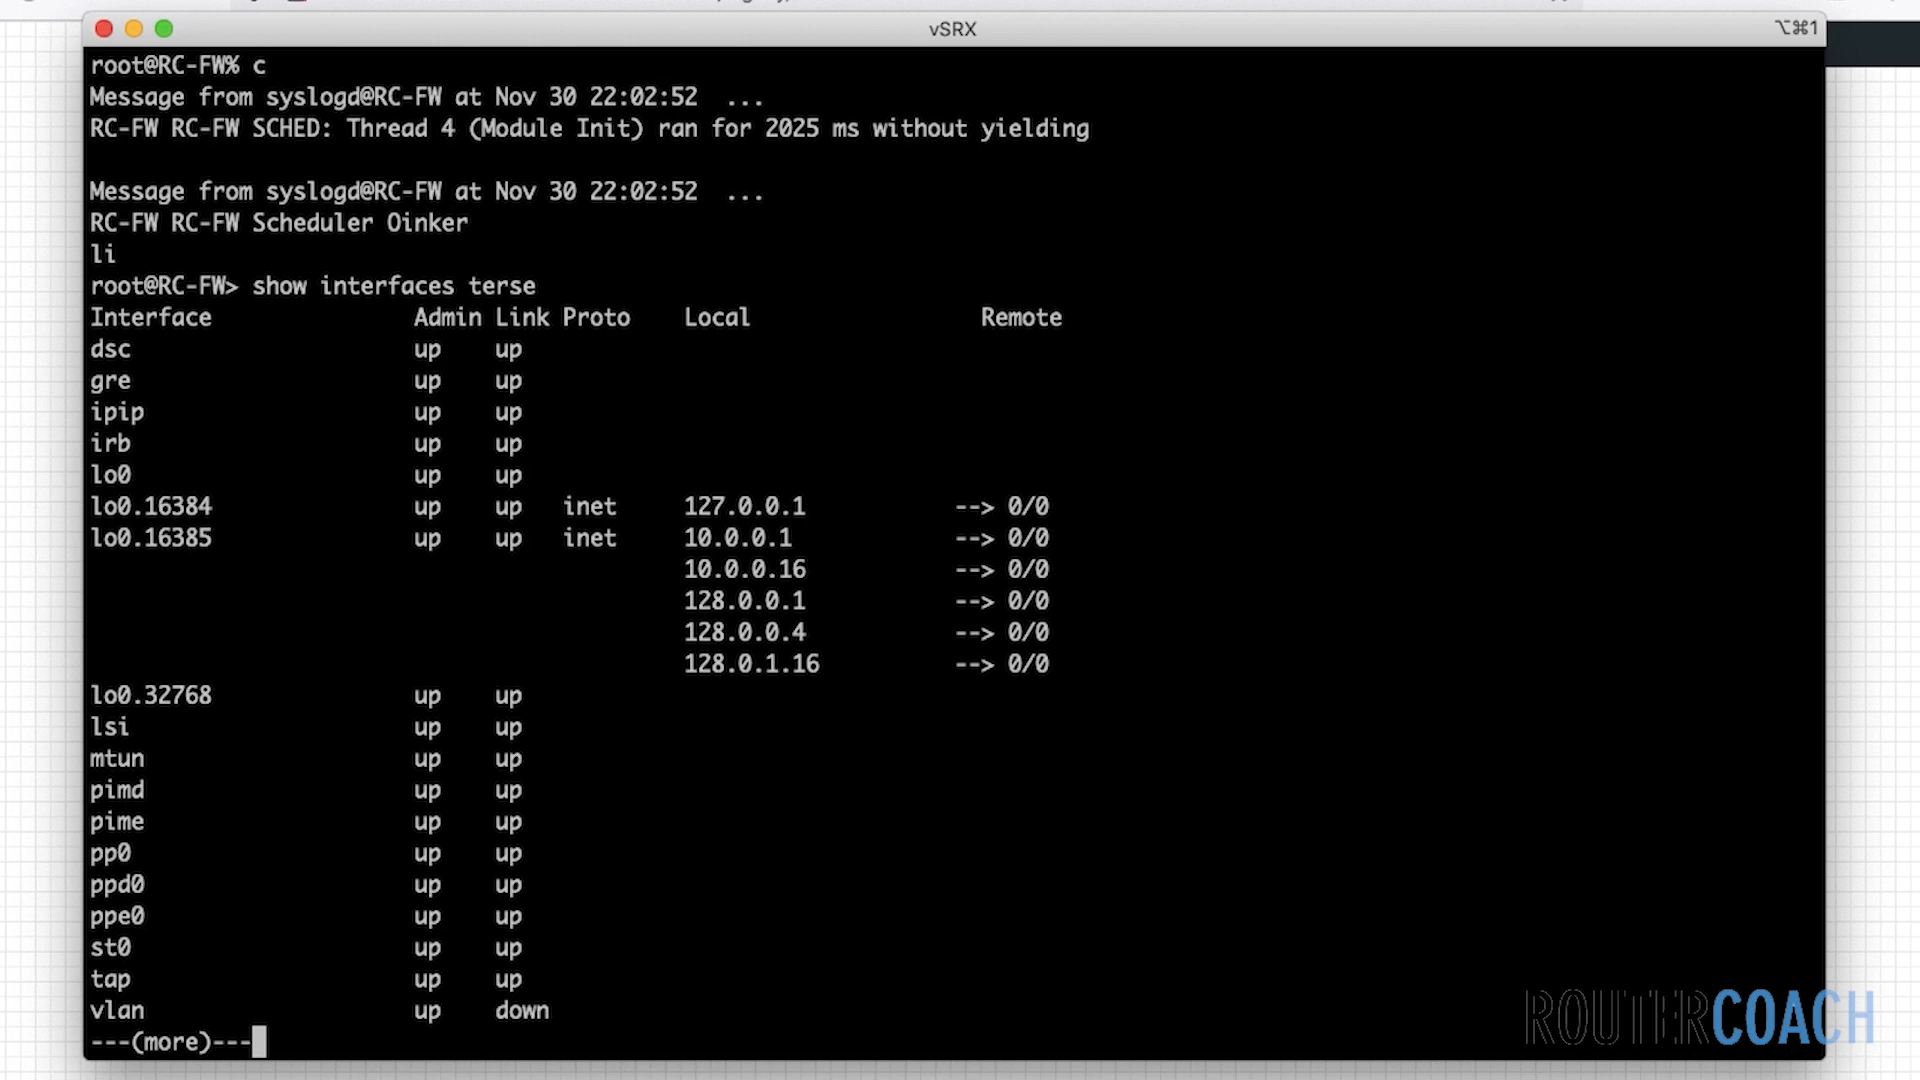 vSRX
⌥⌘1
root@RC-FW% c
Message from syslogd@RC-FW at Nov 30 22:02:52  ...
RC-FW RC-FW SCHED: Thread 4 (Module Init) ran for 2025 ms without yielding
Message from syslogd@RC-FW at Nov 30 22:02:52  ...
RC-FW RC-FW Scheduler Oinker
li
root@RC-FW> show interfaces terse
Interface               Admin Link Proto    Local                 Remote
dsc                     up    up
gre                     up    up
ipip                    up    up
irb                     up    up
lo0                     up    up
lo0.16384               up    up   inet     127.0.0.1           --> 0/0
lo0.16385               up    up   inet     10.0.0.1            --> 0/0
                                            10.0.0.16           --> 0/0
                                            128.0.0.1           --> 0/0
                                            128.0.0.4           --> 0/0
                                            128.0.1.16          --> 0/0
lo0.32768               up    up
lsi                     up    up
mtun                    up    up
pimd                    up    up
pime                    up    up
pp0                     up    up
ppd0                    up    up
ppe0                    up    up
st0                     up    up
tap                     up    up
vlan                    up    down
---(more)---
ROUTERCOACH